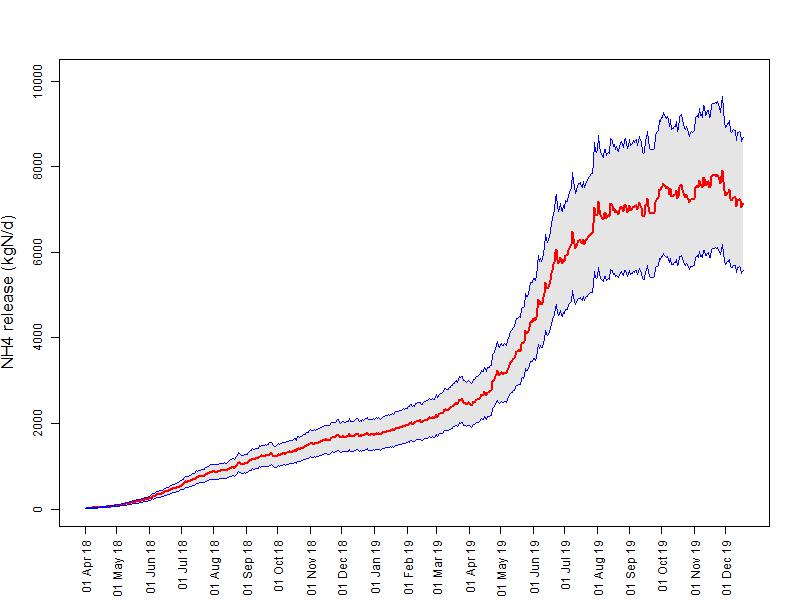 NH4 release (kgN/d)
10000
8000
6000
4000
2000
0
01 Apr 18
01 May 18
01 Jun 18
01 Jul 18
01 Aug 18
01 Sep 18
01 Oct 18
01 Nov 18
01 Dec 18
01 Jan 19
01 Feb 19
01 Mar 19
01 Apr 19
01 May 19
01 Jun 19
01 Jul 19
01 Aug 19
01 Sep 19
01 Oct 19
01 Nov 19
01 Dec 19